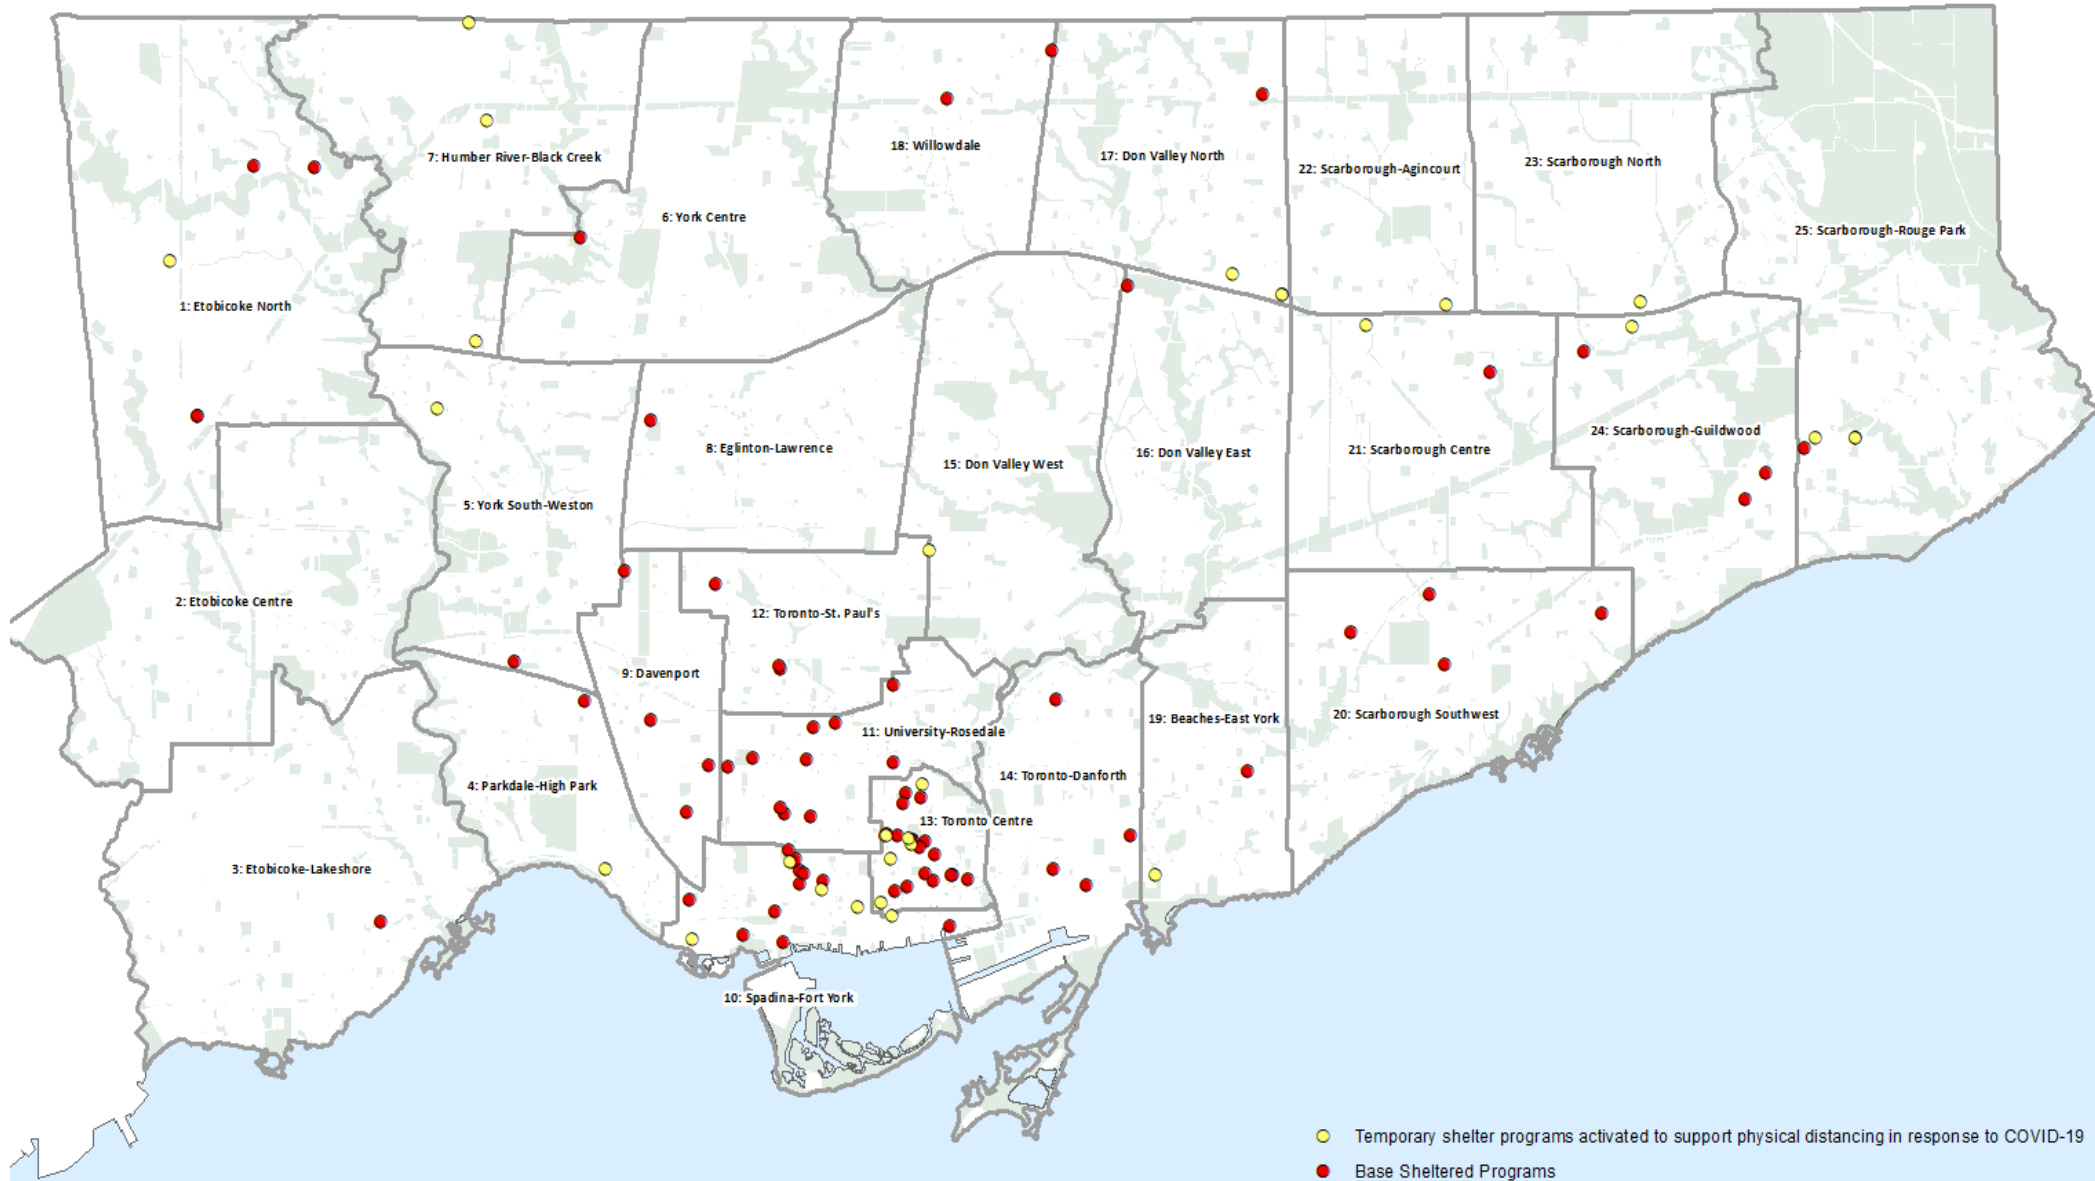 7: Humber River-Black Creek
18: Willowdale
17: Don Valley North
22: Scarborough-Agincourt
23: Scarborough North
6: York Centre
25: Scarborough-Rouge Park
1: Etobicoke North
8: Eglinton-Lawrence
15: Don Valley West
16: Don Valley East
21: Scarborough Centre
24: Scarborough-Guildwood
5: York South-Weston
2: Etobicoke Centre
12: Toronto-St. Paul's
9: Davenport
11: University-Rosedale
19: Beaches-East York
20: Scarborough Southwest
4: Parkdale-High Park
14: Toronto-Danforth
13: Toronto Centre
3: Etobicoke-Lakeshore
10: Spadina-Fort York
Temporary shelter programs activated to support physical distancing in response to COVID-19
Base Sheltered Programs